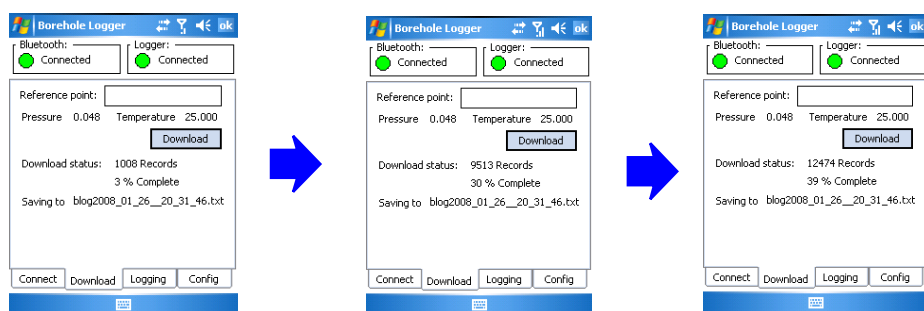 Borehole Logger ok
Bluetooth: Logger:
Connected Connected
Reference point:
Pressure 0.048 Temperature 25.000
Download
Download status: 1008 Records
3 % Complete
Saving to blog2008_01_26__20_31_46.txt
Connect Download Logging Config
Borehole Logger ok
Bluetooth: Logger:
Connected Connected
Reference point:
Pressure 0.048 Temperature 25.000
Download
Download status: 9513 Records
30 % Complete
Saving to blog2008_01_26__20_31_46.txt
Connect Download Logging Config
Borehole Logger ok
Bluetooth: Logger:
Connected Connected
Reference point:
Pressure 0.048 Temperature 25.000
Download
Download status: 12474 Records
39 % Complete
Saving to blog2008_01_26__20_31_46.txt
Connect Download Logging Config